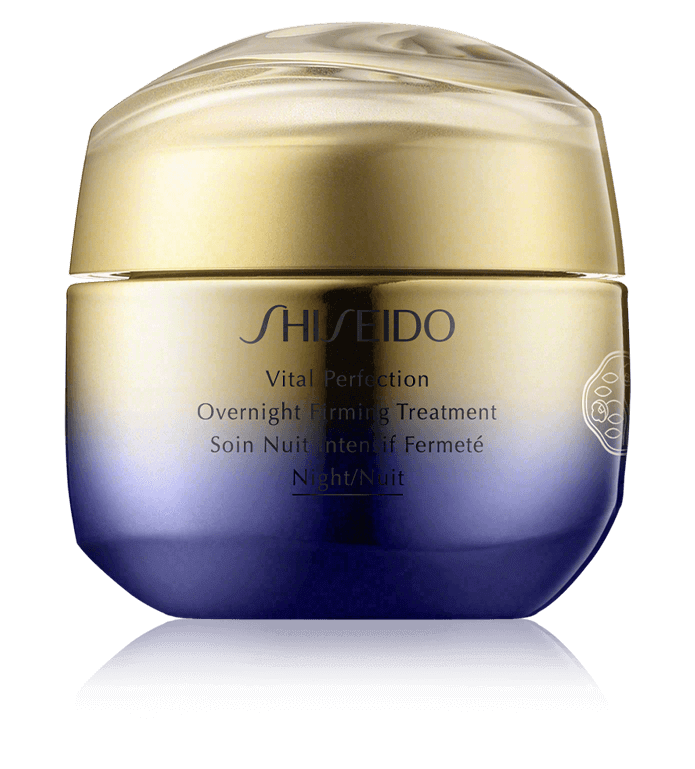 SHISEIDO
Vital Perfection
Overnight Firming Treatment
Soin Nuit Intensif Fermeté
Night/Nuit